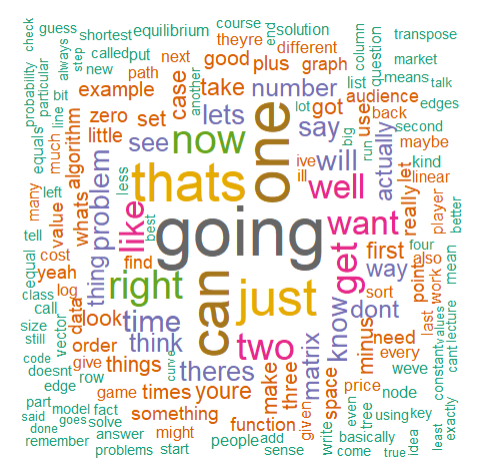 check
guess
shortest
equilibrium
course
theyre
end
solution
transpose
step
called
put
next
good
different
column
question
market
probability
particular
always
new
bit
path
plus
graph
list
means
talk
example
case
take
number
audience
edges
line
much
algorithm
zero
set
lets
got
use
back
second
equals
little
see
now
another
say
lot
big
run
actually
maybe
kind
many
left
whats
problem
less
thats
one
ive
ill
will
really
let
linear
tell
value
like
best
well
player
better
equal
cost
thing
find
going
get
want
first
way
point
four
also
mean
class
yeah
log
right
can
just
know
dont
sort
work
call
data
look
time
two
matrix
minus
need
last
lecture
size
vector
order
think
theres
every
weve
constant
values
cant
still
code
doesnt
give
row
things
curve
make
three
space
price
node
edge
game
times
youre
function
given
tree
using
key
exactly
part
model
fact
something
write
even
idea
least
said
goes
solve
might
people
add
basically
done
answer
sense
come
true
remember
problems
start